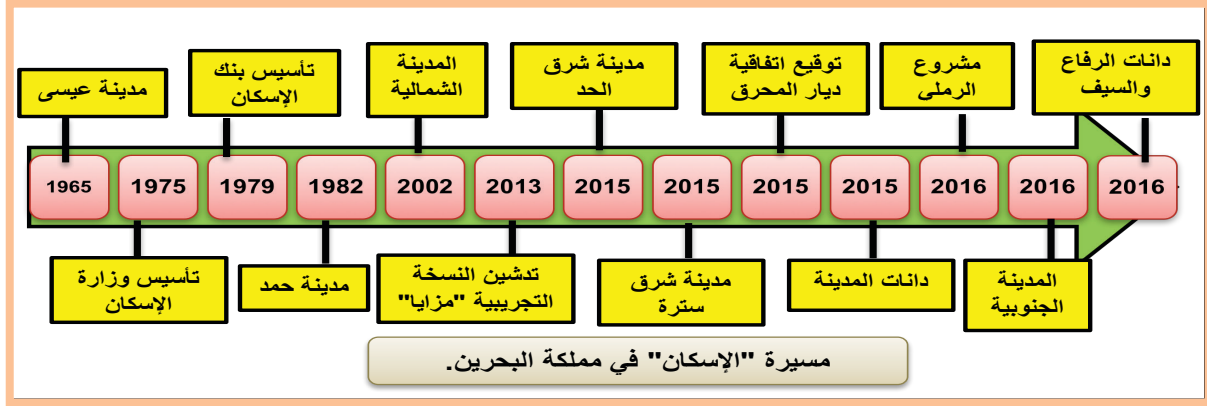 مدينة عيسى
تأسيس بنك
الإسكان
المدينة
الشمالية
مدينة شرق
الحد
توقيع اتفاقية
ديار المحرق
مشروع
الرملى
دانات الرفاع
والسيف
1965
1975
1979
1982
2002
2013
2015
2015
2015
2015
2016
2016
2016
تأسيس وزارة
الإسكان
مدينة حمد
تدشين النسخة
التجريبية "مزايا"
مدينة شرق
سترة
دانات المدينة
المدينة
الجنوبية
مسيرة "الإسكان" في مملكة البحرين.